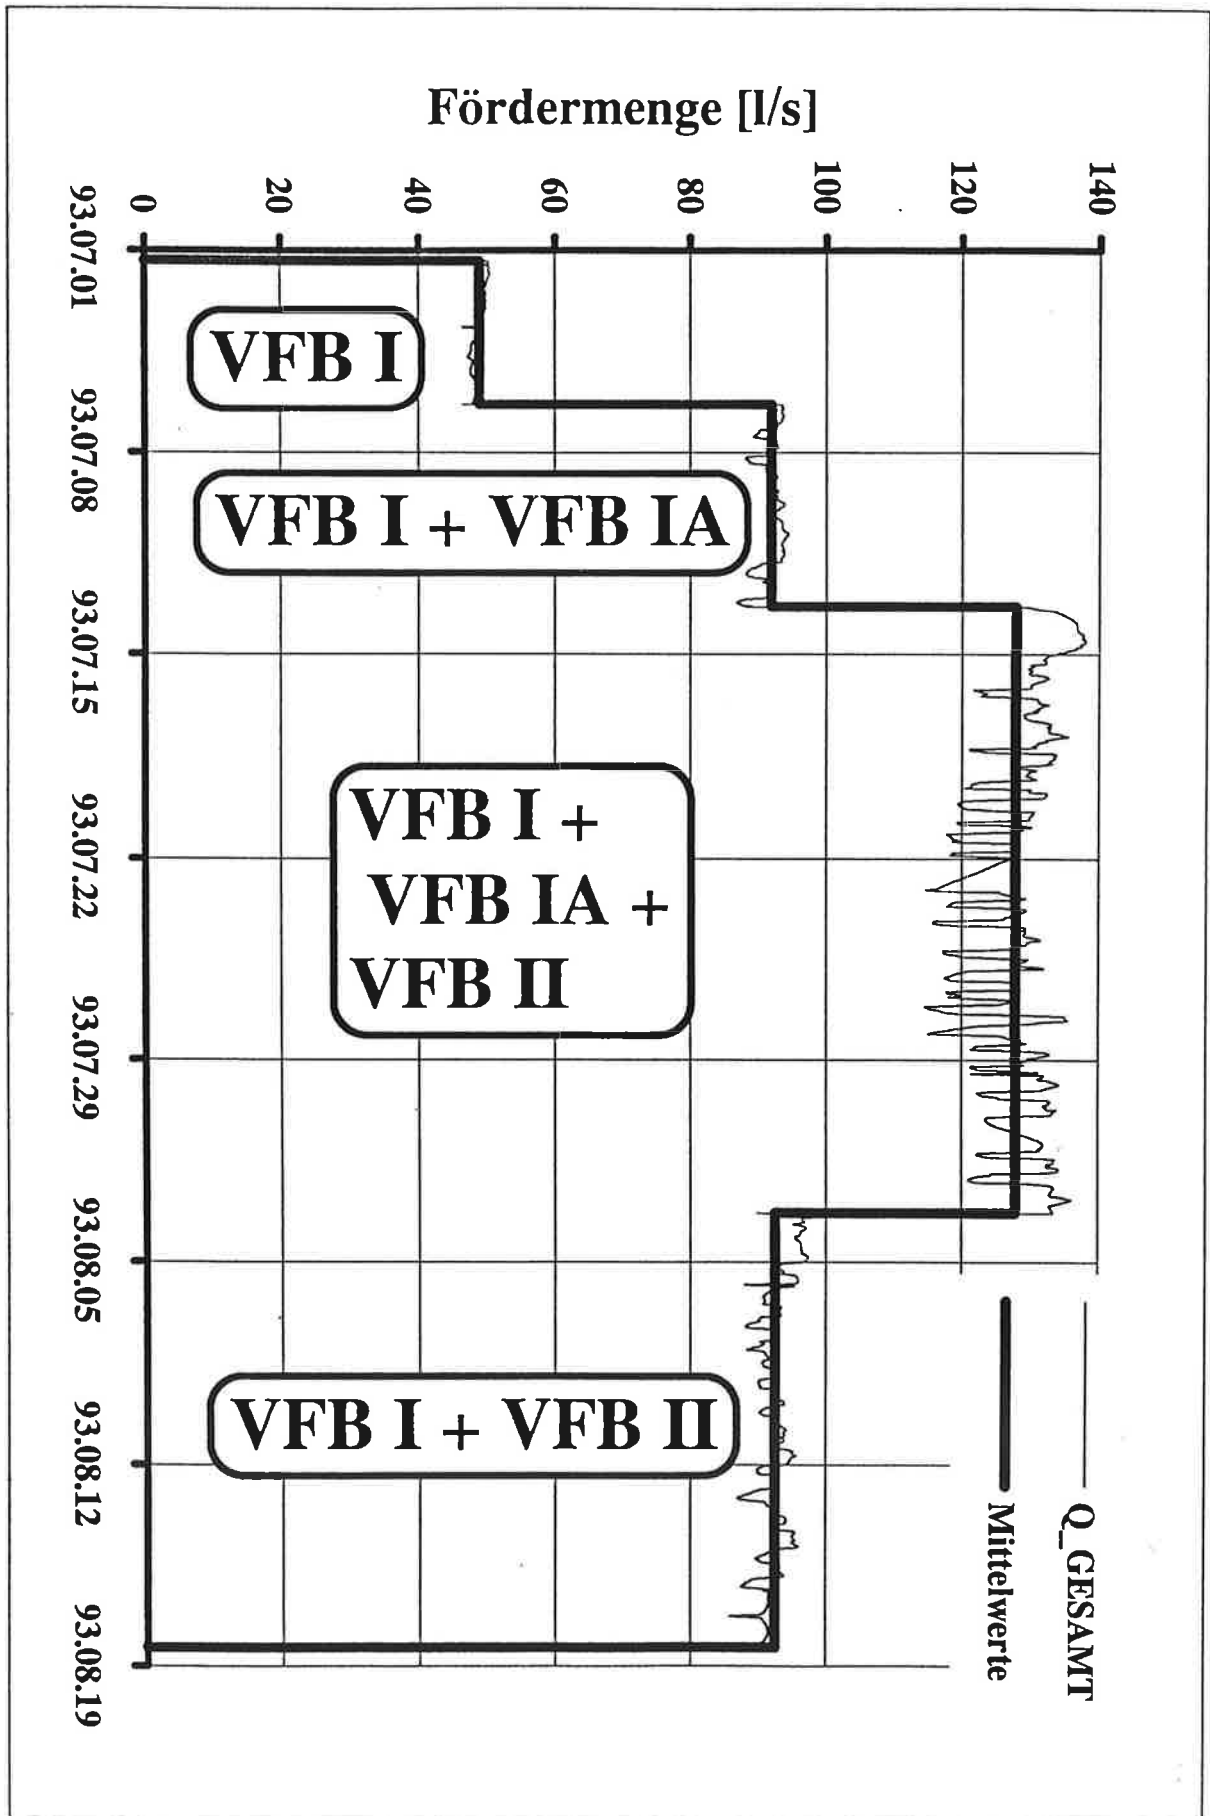 Fördermenge [l/s]
140
120
100
80
60
40
20
0
93.07.01
93.07.08
93.07.15
93.07.22
93.07.29
93.08.05
93.08.12
93.08.19
VFB I
VFB I + VFB IA
VFB I +
VFB IA +
VFB II
VFB I + VFB II
Q_GESAMT
Mittelwerte